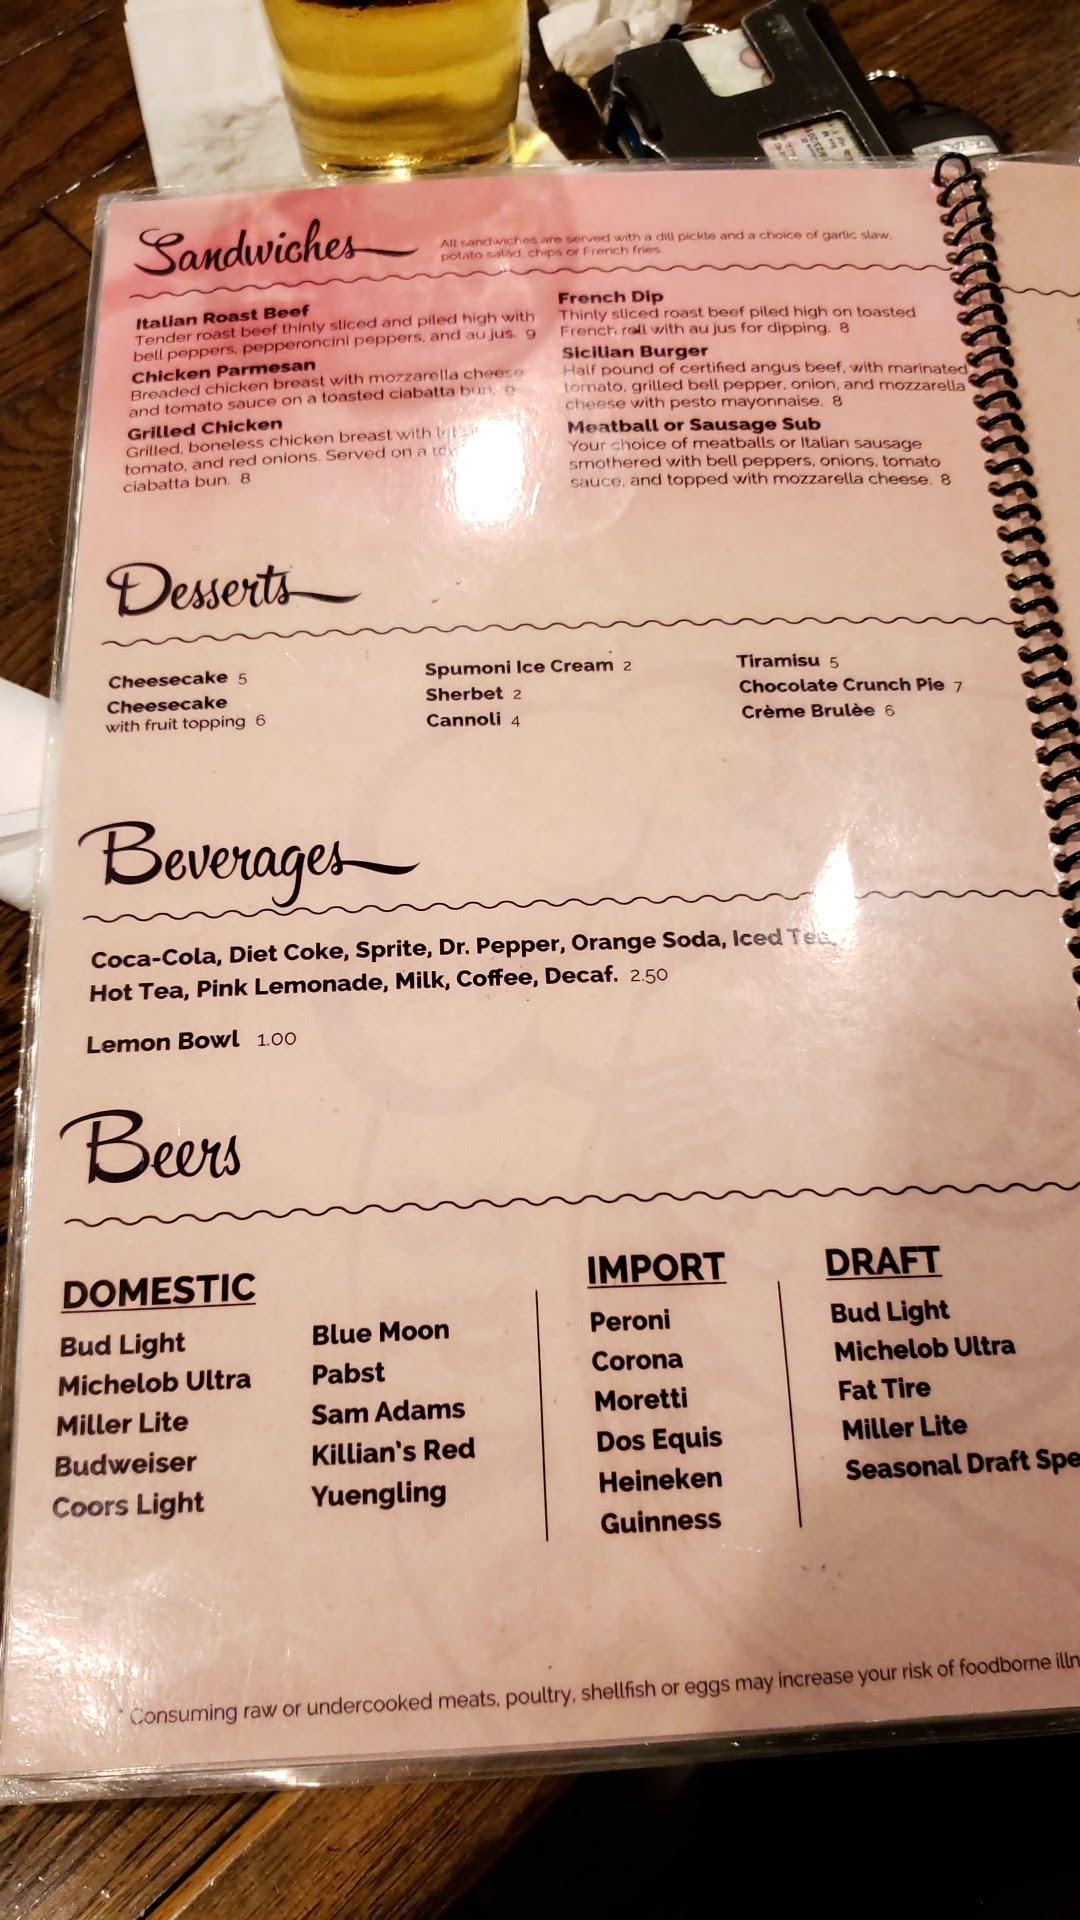 Sandwiches
All sandwiches are served with a dill pickle and a choice of garlic slaw,
potato salad, chips or French fries.
Italian Roast Beef
Tender roast beef thinly sliced and piled high with
bell peppers, pepperoncini peppers, and au jus. 9
Chicken Parmesan
Breaded chicken breast with mozzarella cheese
and tomato sauce on a toasted ciabatta bun. 9
Grilled Chicken
Grilled, boneless chicken breast with
tomato, and red onions. Served on a
ciabatta bun. 8
French Dip
Thinly sliced roast beef piled high on toasted
French roll with au jus for dipping. 8
Sicilian Burger
Half pound of certified angus beef, with marinated
tomato, grilled bell pepper, onion, and mozzarella
cheese with pesto mayonnaise. 8
Meatball or Sausage Sub
Your choice of meatballs or Italian sausage
smothered with bell peppers, onions, tomato
sauce, and topped with mozzarella cheese. 8
Desserts
Cheesecake 5
Cheesecake
with fruit topping 6
Spumoni Ice Cream 2
Sherbet 2
Cannoli 4
Tiramisu 5
Chocolate Crunch Pie 7
Crème Brulèe 6
Beverages
Coca-Cola, Diet Coke, Sprite, Dr. Pepper, Orange Soda, Iced Tea,
Hot Tea, Pink Lemonade, Milk, Coffee, Decaf. 2.50
Lemon Bowl 1.00
Beers
DOMESTIC
Bud Light
Michelob Ultra
Miller Lite
Budweiser
Coors Light
Blue Moon
Pabst
Sam Adams
Killian's Red
Yuengling
IMPORT
Peroni
Corona
Moretti
Dos Equis
Heineken
Guinness
DRAFT
Bud Light
Michelob Ultra
Fat Tire
Miller Lite
Seasonal Draft Spe
* Consuming raw or undercooked meats, poultry, shellfish or eggs may increase your risk of foodborne illn